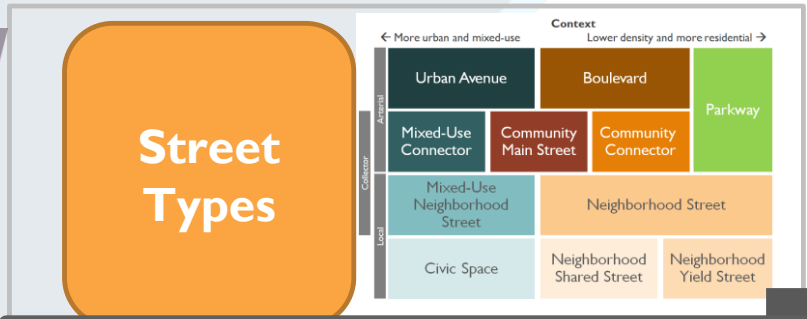 Street
Types
Context
← More urban and mixed-use
Lower density and more residential →
Arterial
Collector
Local
Urban Avenue
Boulevard
Parkway
Mixed-Use
Connector
Community
Main Street
Community
Connector
Mixed-Use
Neighborhood
Street
Neighborhood Street
Civic Space
Neighborhood
Shared Street
Neighborhood
Yield Street